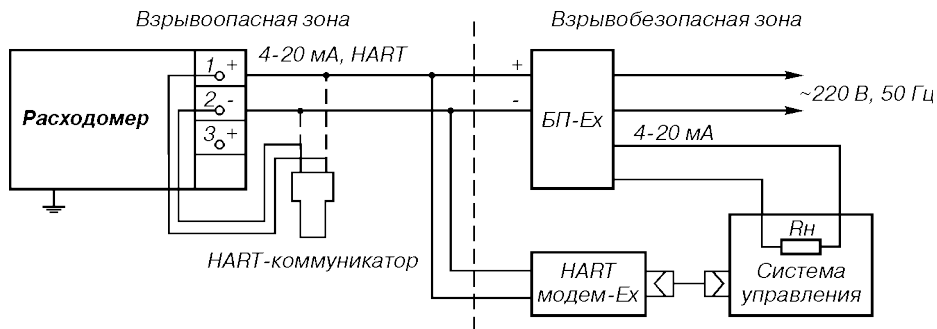 Взрывоопасная зона
Взрывобезопасная зона
1 +
4-20 мА, HART
+
2 -
-
~220 В, 50 Гц
Расходомер
БП-Ex
3 +
4-20 мА
HART-коммуникатор
Rн
HART
модем-Ex
Система
управления